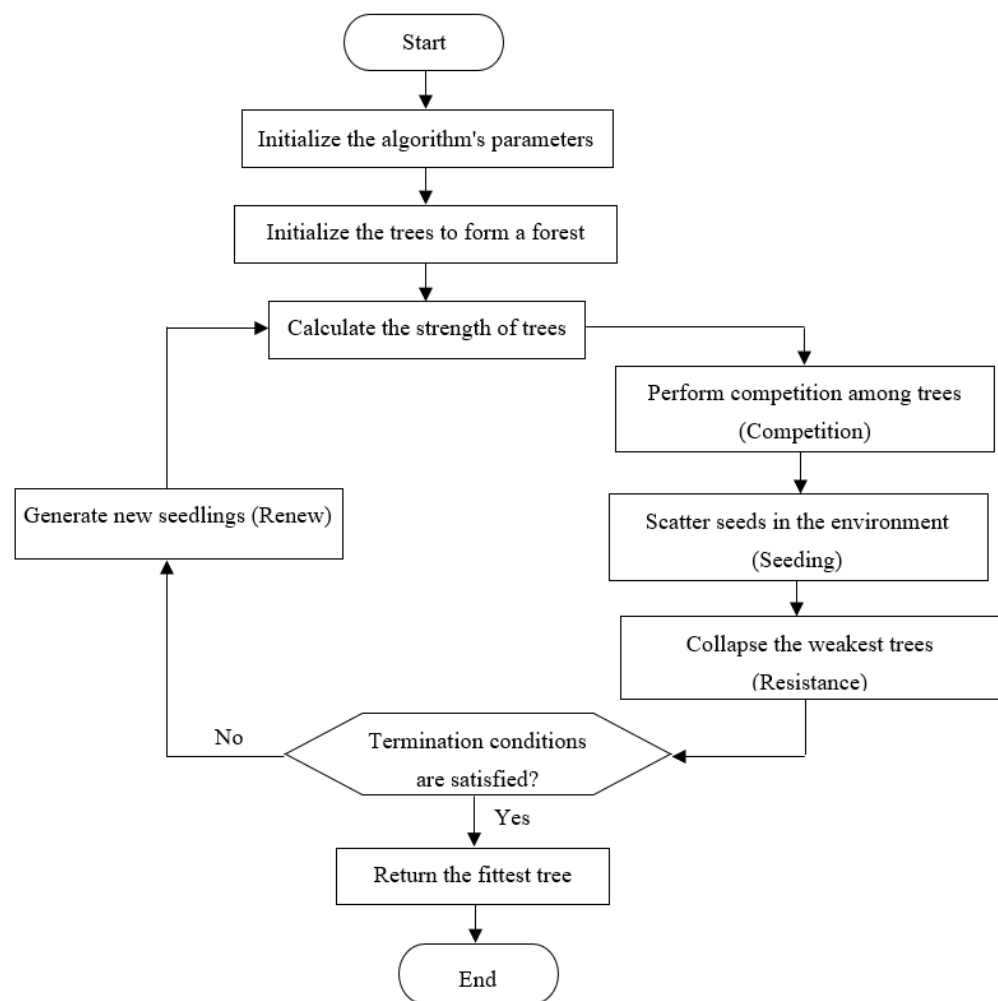 Start
Initialize the algorithm's parameters
Initialize the trees to form a forest
Calculate the strength of trees
Perform competition among trees
(Competition)
Scatter seeds in the environment
(Seeding)
Collapse the weakest trees
(Resistance)
Termination conditions
are satisfied?
No
Generate new seedlings (Renew)
Yes
Return the fittest tree
End